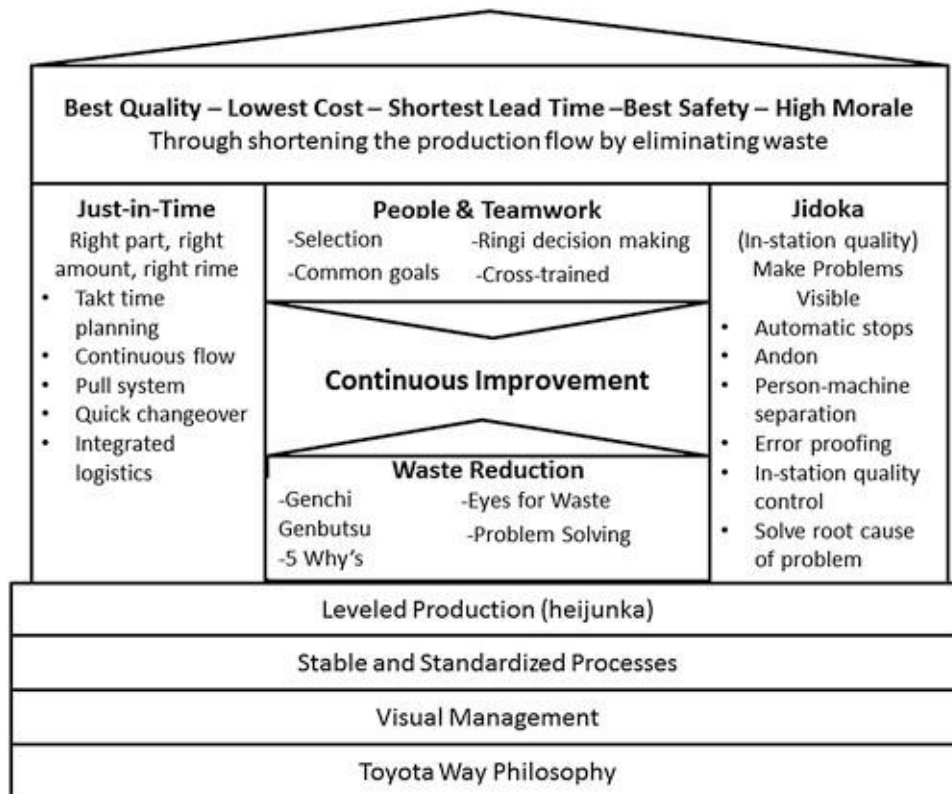 Best Quality – Lowest Cost – Shortest Lead Time –Best Safety – High Morale
Through shortening the production flow by eliminating waste
Just-in-Time
Right part, right
amount, right rime
• Takt time
planning
• Continuous flow
• Pull system
• Quick changeover
• Integrated
logistics
People & Teamwork
-Selection
-Common goals
-Ringi decision making
-Cross-trained
Continuous Improvement
Waste Reduction
-Genchi
Genbutsu
-5 Why's
-Eyes for Waste
-Problem Solving
Jidoka
(In-station quality)
Make Problems
Visible
• Automatic stops
• Andon
• Person-machine
separation
• Error proofing
• In-station quality
control
• Solve root cause
of problem
Leveled Production (heijunka)
Stable and Standardized Processes
Visual Management
Toyota Way Philosophy